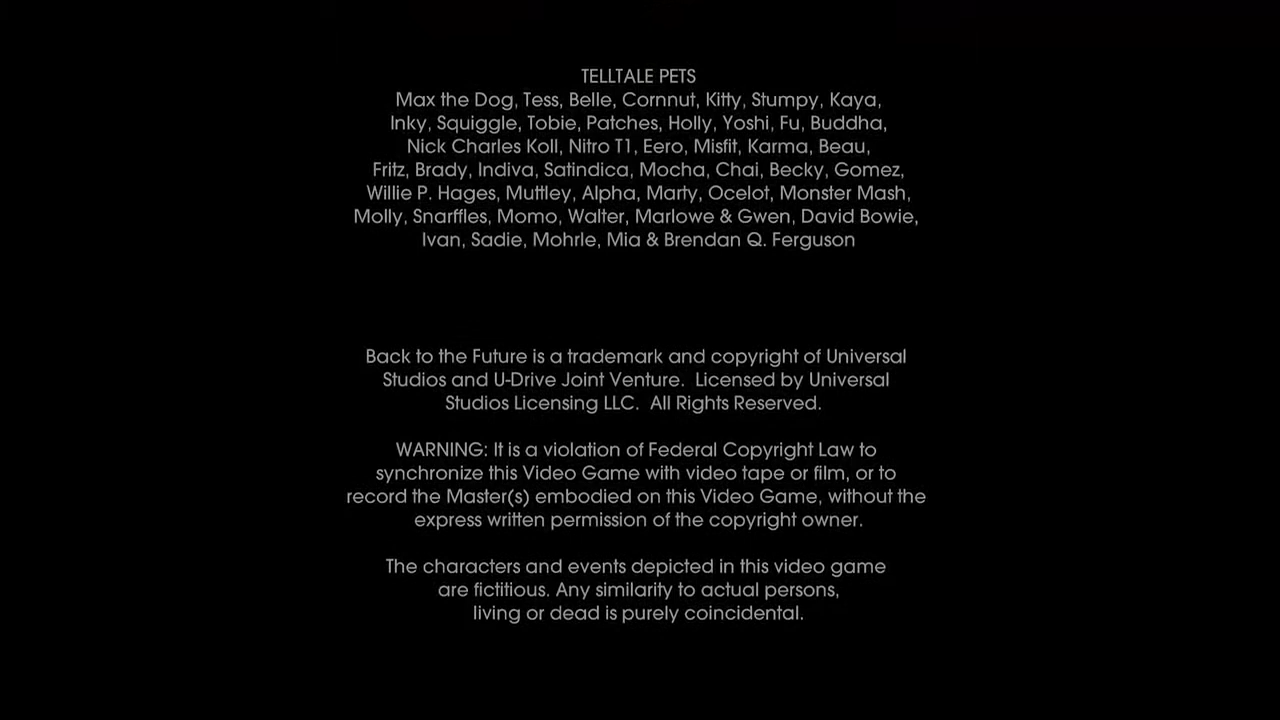 TELLTALE PETS
Max the Dog, Tess, Belle, Cornnut, Kitty, Stumpy, Kaya,
Inky, Squiggle, Tobie, Patches, Holly, Yoshi, Fu, Buddha,
Nick Charles Koll, Nitro T1, Eero, Misfit, Karma, Beau,
Fritz, Brady, Indiva, Satindica, Mocha, Chai, Becky, Gomez,
Willie P. Hages, Muttley, Alpha, Marty, Ocelot, Monster Mash,
Molly, Snarffles, Momo, Walter, Marlowe & Gwen, David Bowie,
Ivan, Sadie, Mohrle, Mia & Brendan Q. Ferguson
Back to the Future is a trademark and copyright of Universal
Studios and U-Drive Joint Venture.  Licensed by Universal
Studios Licensing LLC.  All Rights Reserved.
WARNING: It is a violation of Federal Copyright Law to
synchronize this Video Game with video tape or film, or to
record the Master(s) embodied on this Video Game, without the
express written permission of the copyright owner.
The characters and events depicted in this video game
are fictitious. Any similarity to actual persons,
living or dead is purely coincidental.